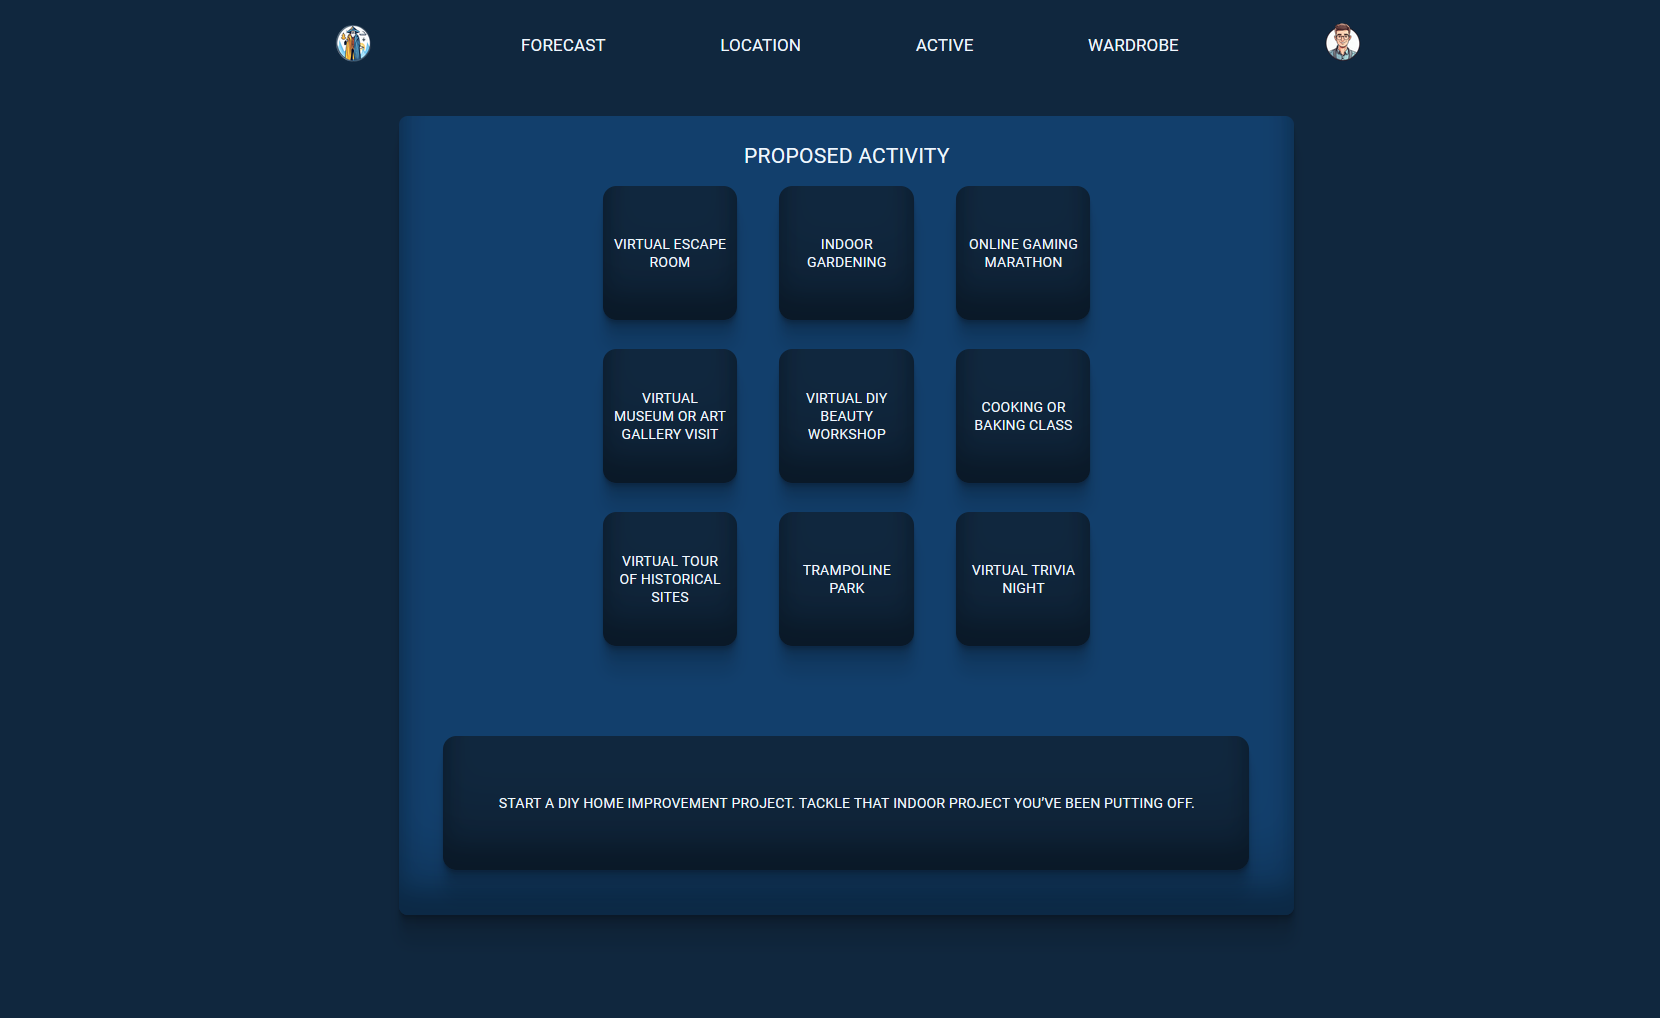 FORECAST
LOCATION
ACTIVE
WARDROBE
PROPOSED ACTIVITY
VIRTUAL ESCAPE
ROOM
INDOOR
GARDENING
ONLINE GAMING
MARATHON
VIRTUAL
MUSEUM OR ART
GALLERY VISIT
VIRTUAL DIY
BEAUTY
WORKSHOP
COOKING OR
BAKING CLASS
VIRTUAL TOUR
OF HISTORICAL
SITES
TRAMPOLINE
PARK
VIRTUAL TRIVIA
NIGHT
START A DIY HOME IMPROVEMENT PROJECT. TACKLE THAT INDOOR PROJECT YOU’VE BEEN PUTTING OFF.